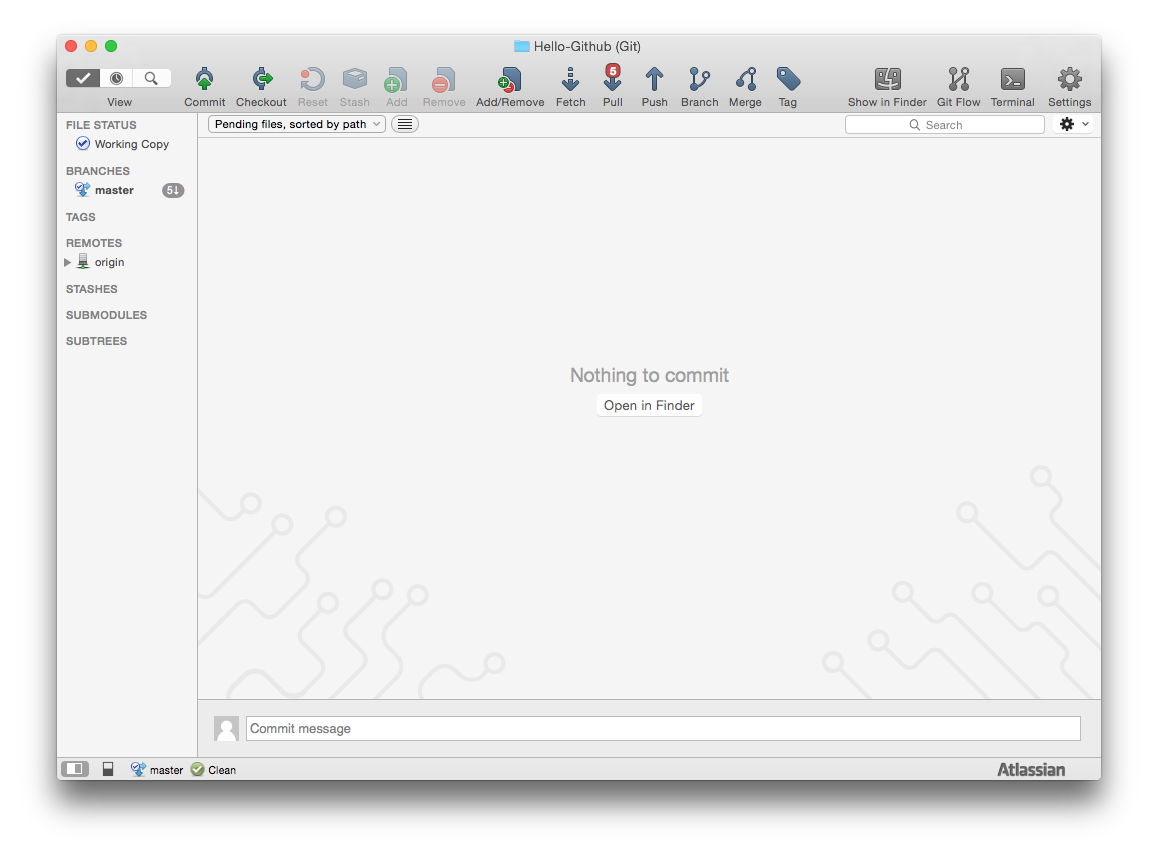 Hello-Github (Git)
5
View Commit Checkout Reset Stash Add Remove Add/Remove Fetch Pull Push Branch Merge Tag Show in Finder Git Flow Terminal Settings
FILE STATUS
Working Copy
BRANCHES
master 5↓
TAGS
REMOTES
origin
STASHES
SUBMODULES
SUBTREES
Pending files, sorted by path
Search
Nothing to commit
Open in Finder
Commit message
master Clean
Atlassian